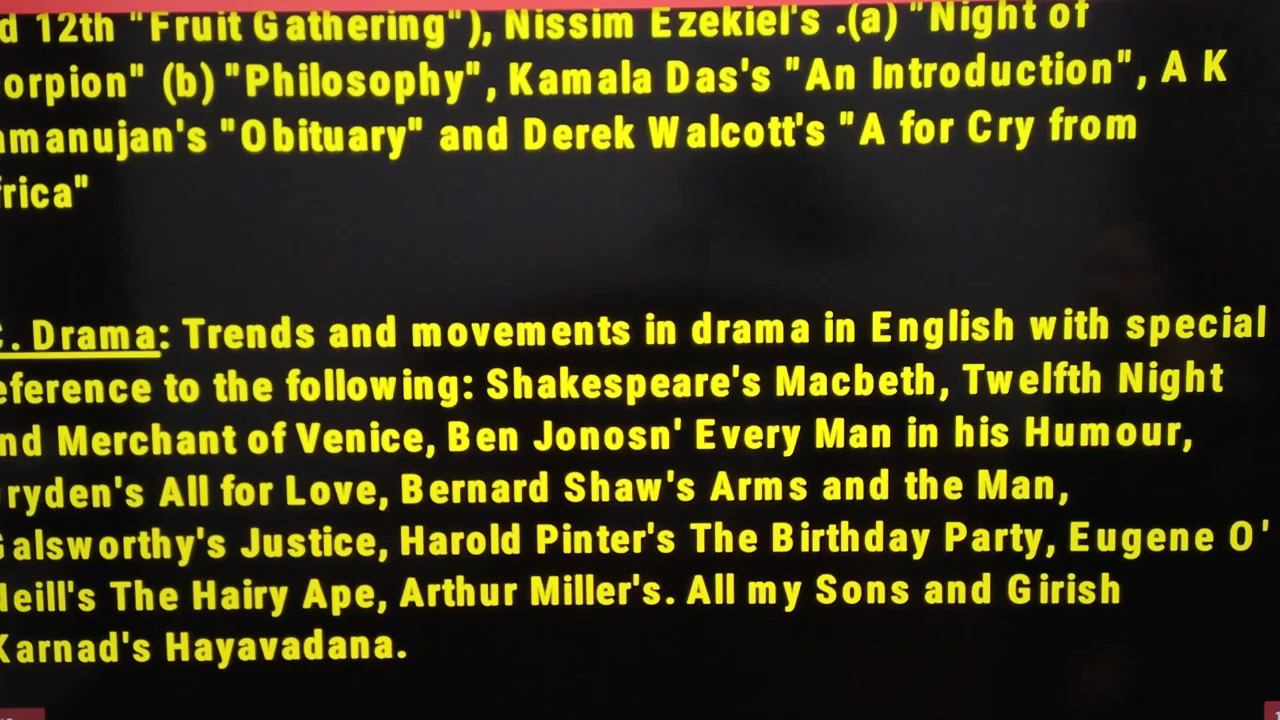 d 12th "Fruit Gathering"), Nissim Ezekiel's .(a) "Night of
orpion" (b) "Philosophy", Kamala Das's "An Introduction", A K
manujan's "Obituary" and Derek Walcott's "A for Cry from
frica"
. Drama: Trends and movements in drama in English with special
eference to the following: Shakespeare's Macbeth, Twelfth Night
nd Merchant of Venice, Ben Jonosn' Every Man in his Humour,
ryden's All for Love, Bernard Shaw's Arms and the Man,
alsworthy's Justice, Harold Pinter's The Birthday Party, Eugene O'
Neill's The Hairy Ape, Arthur Miller's. All my Sons and Girish
Karnad's Hayavadana.